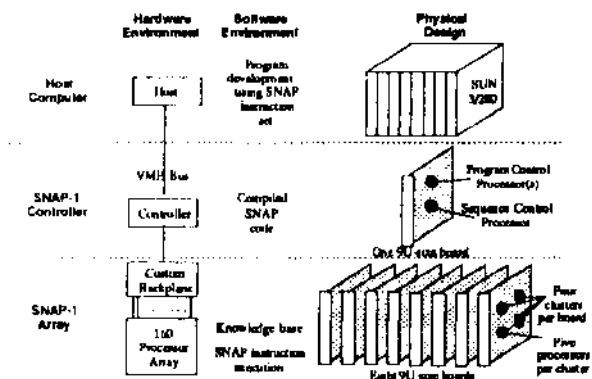 Hardware Environment
Software Environment
Physical Design
Host Computer
Host
Program
development
using SNAP
instruction
set
SUN
3/280
VME Bus
SNAP-1
Controller
Controller
Compiled
SNAP
code
Program Control
Processor(s)
Sequence Control
Processor
One 9U-size board
SNAP-1
Array
Custom
Backplane
160
Processor
Array
Knowledge base
SNAP instruction
execution
Four
clusters
per board
Five
processors
per cluster
Eight 9U-size boards